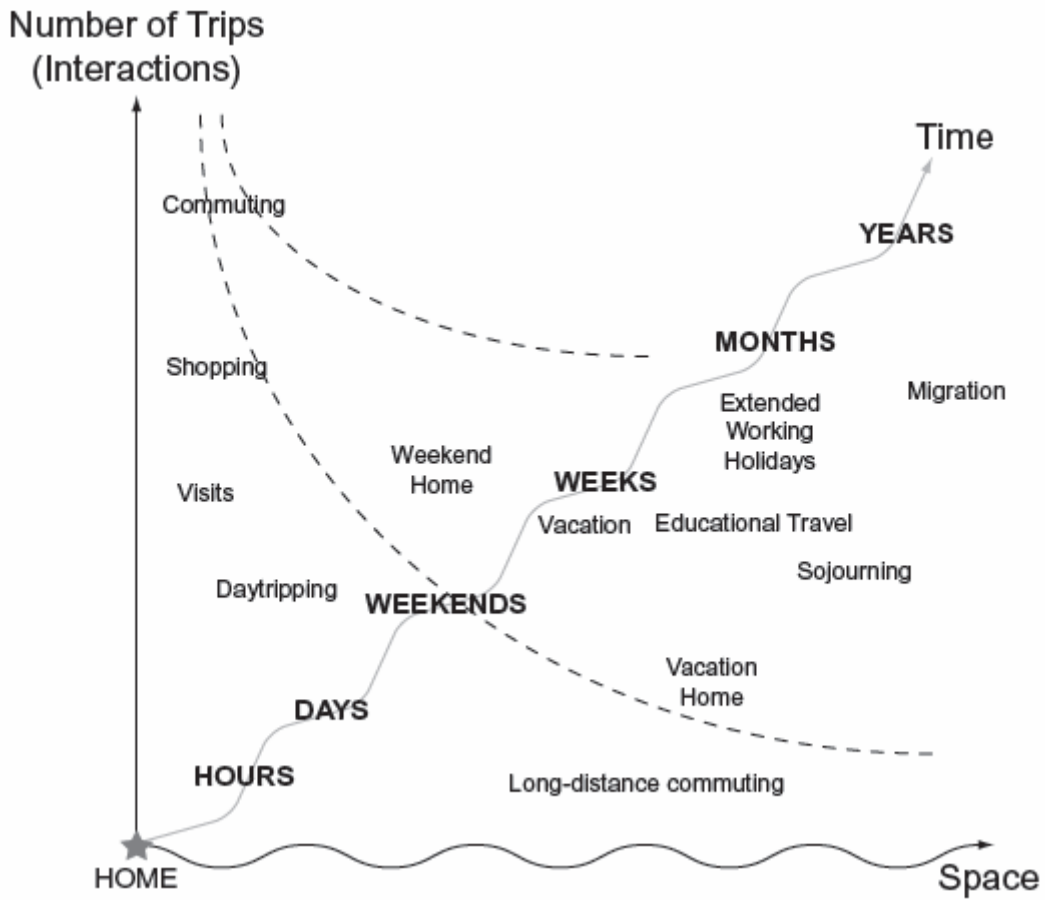 Number of Trips
(Interactions)
Time
Commuting
YEARS
MONTHS
Shopping
Migration
Extended
Working
Holidays
Weekend
Home
WEEKS
Visits
Vacation
Educational Travel
Sojourning
Daytripping
WEEKENDS
Vacation
Home
DAYS
HOURS
Long-distance commuting
HOME
Space